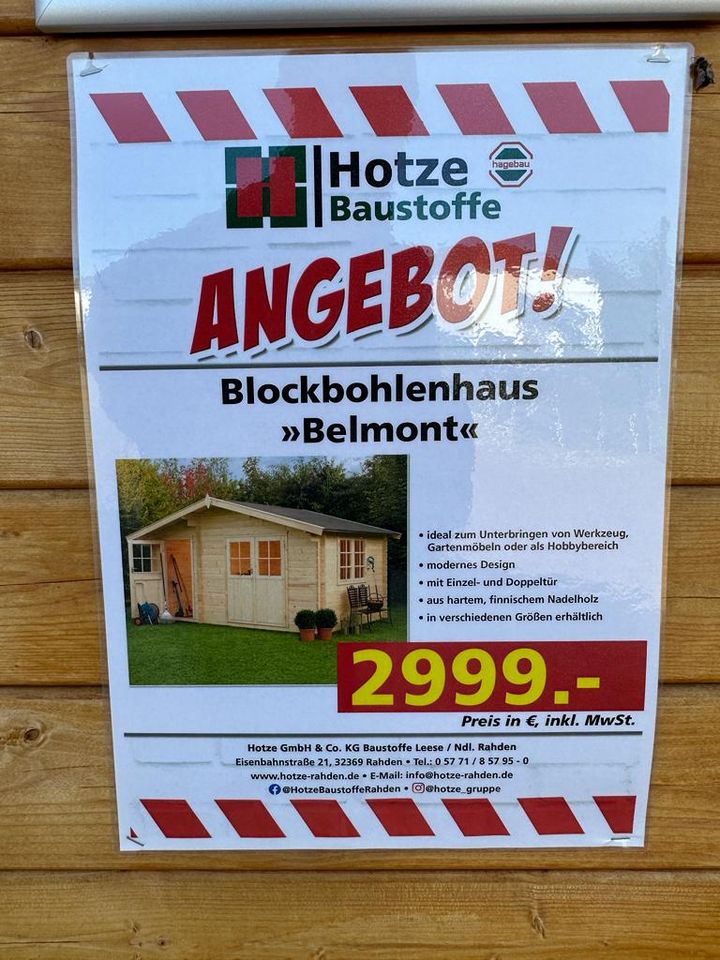 Hotze
hagebau
Baustoffe
ANGEBOT!
Blockbohlenhaus
»Belmont«
• ideal zum Unterbringen von Werkzeug,
Gartenmöbeln oder als Hobbybereich
• modernes Design
• mit Einzel- und Doppeltür
• aus hartem, finnischem Nadelholz
• in verschiedenen Größen erhältlich
2999.-
Preis in €, inkl. MwSt.
Hotze GmbH & Co. KG Baustoffe Leese / Ndl. Rahden
Eisenbahnstraße 21, 32369 Rahden • Tel.: 0 57 71 / 8 57 95 - 0
www.hotze-rahden.de • E-Mail: info@hotze-rahden.de
@HotzeBaustoffeRahden • @hotze_gruppe